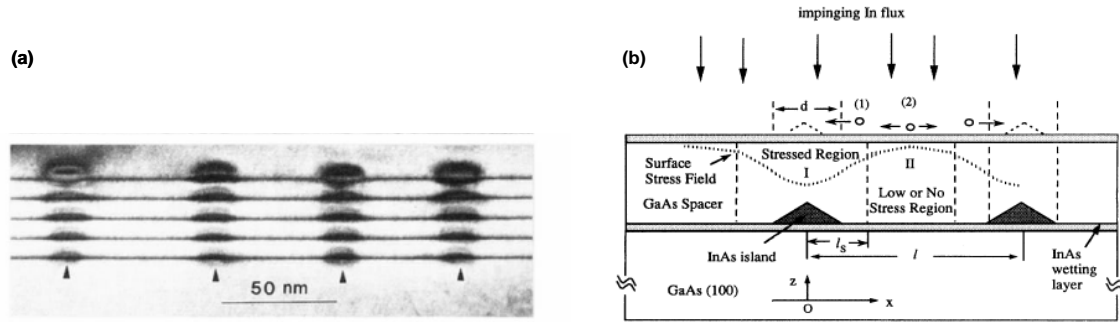 (a)
50 nm
impinging In flux
(b)
d
(1)
(2)
Surface
Stress Field
Stressed Region
I
II
GaAs Spacer
Low or No
Stress Region
InAs island
l_s
l
InAs
wetting
layer
GaAs (100)
z
O
x